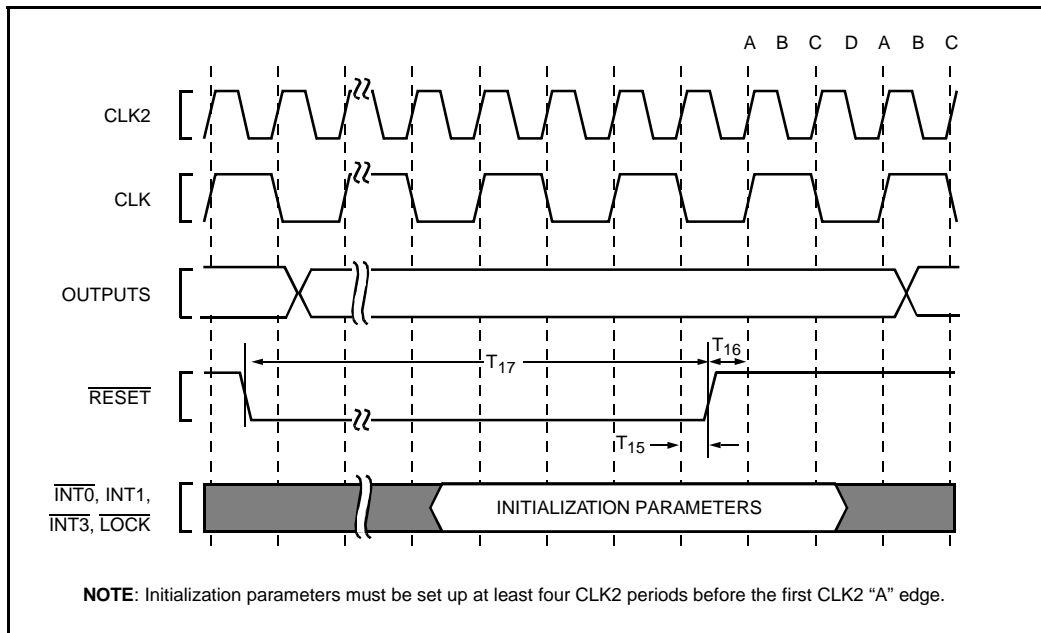 A B C D A B C
CLK2
CLK
OUTPUTS
T17
T16
RESET
T15
INT0, INT1,
INT3, LOCK
INITIALIZATION PARAMETERS
NOTE: Initialization parameters must be set up at least four CLK2 periods before the first CLK2 “A” edge.